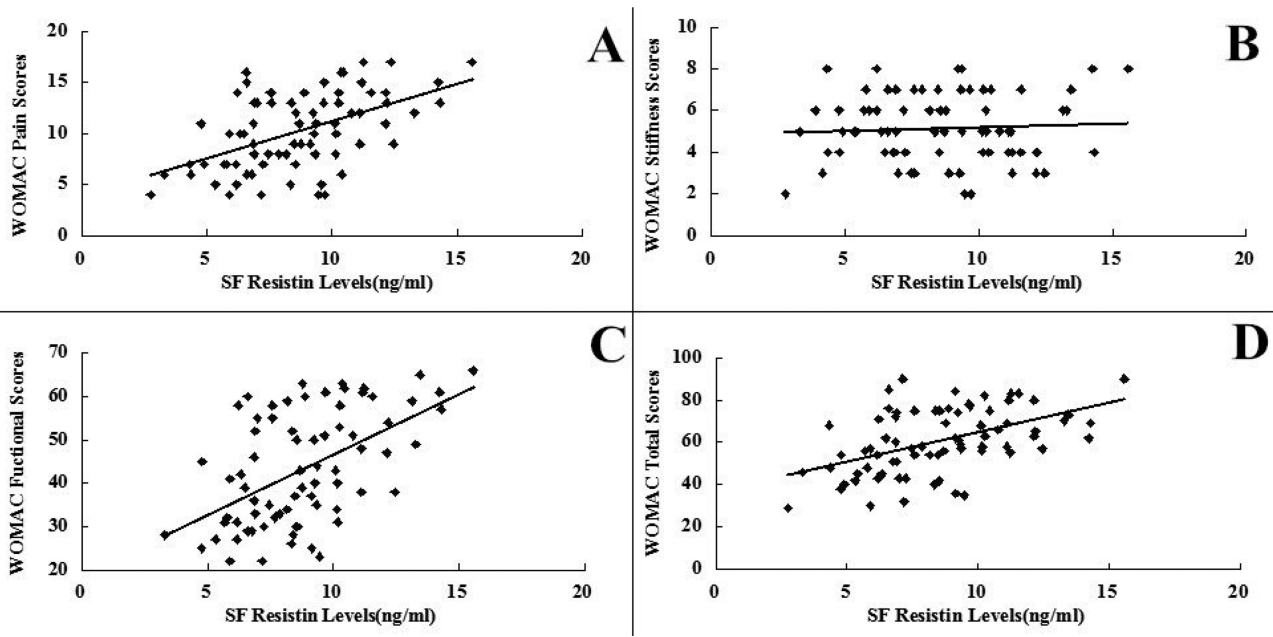 A
WOMAC Pain Scores
20
15
10
5
0
0 5 10 15 20
SF Resistin Levels(ng/ml)
B
WOMAC Stiffness Scores
10
8
6
4
2
0
0 5 10 15 20
SF Resistin Levels(ng/ml)
C
WOMAC Fuctional Scores
70
60
50
40
30
20
0 5 10 15 20
SF Resistin Levels(ng/ml)
D
WOMAC Total Scores
100
80
60
40
20
0
0 5 10 15 20
SF Resistin Levels(ng/ml)